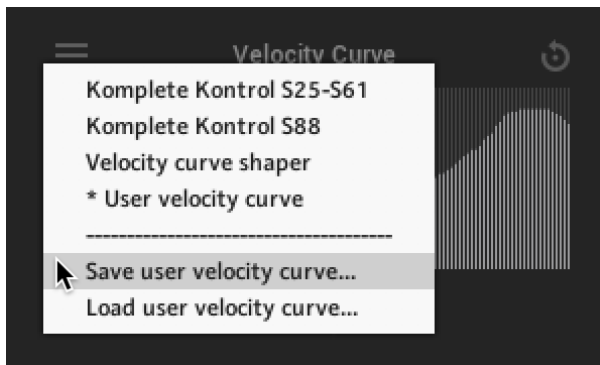 Velocity Curve
Komplete Kontrol S25-S61
Komplete Kontrol S88
Velocity curve shaper
* User velocity curve
--------------------------------------
Save user velocity curve...
Load user velocity curve...